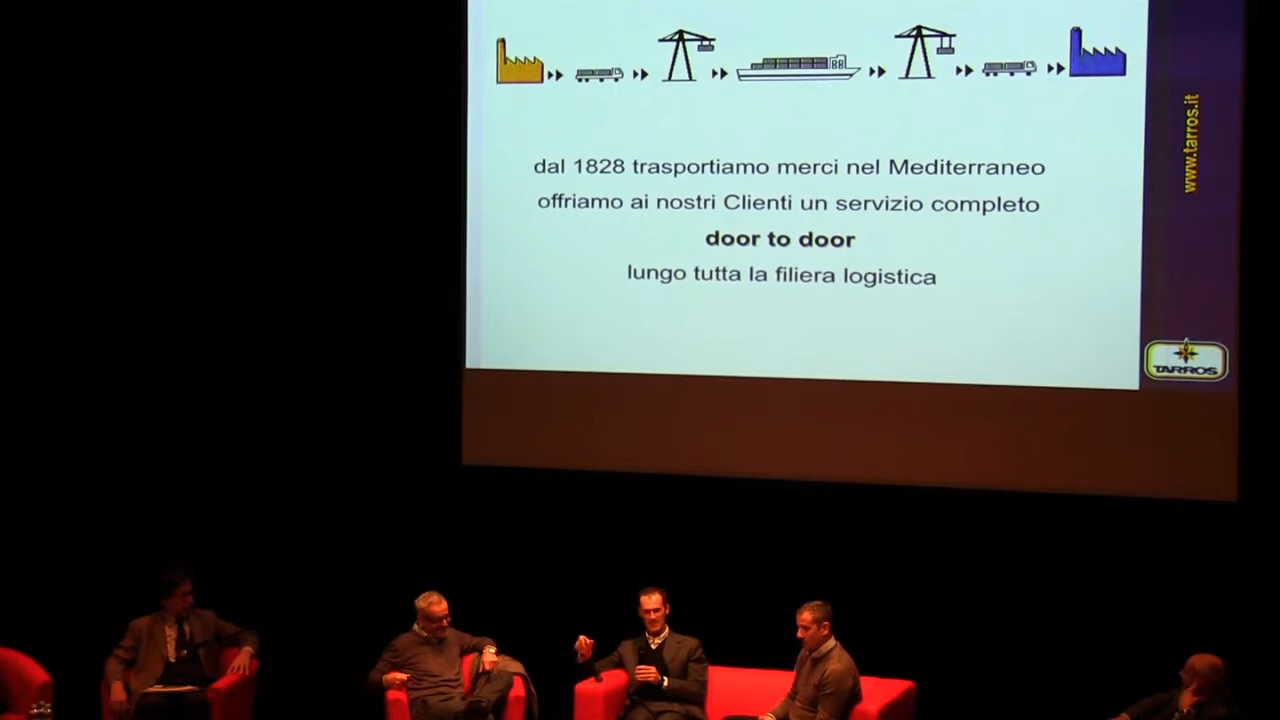 dal 1828 trasportiamo merci nel Mediterraneo
offriamo ai nostri Clienti un servizio completo
door to door
lungo tutta la filiera logistica
www.tarros.it
TARROS